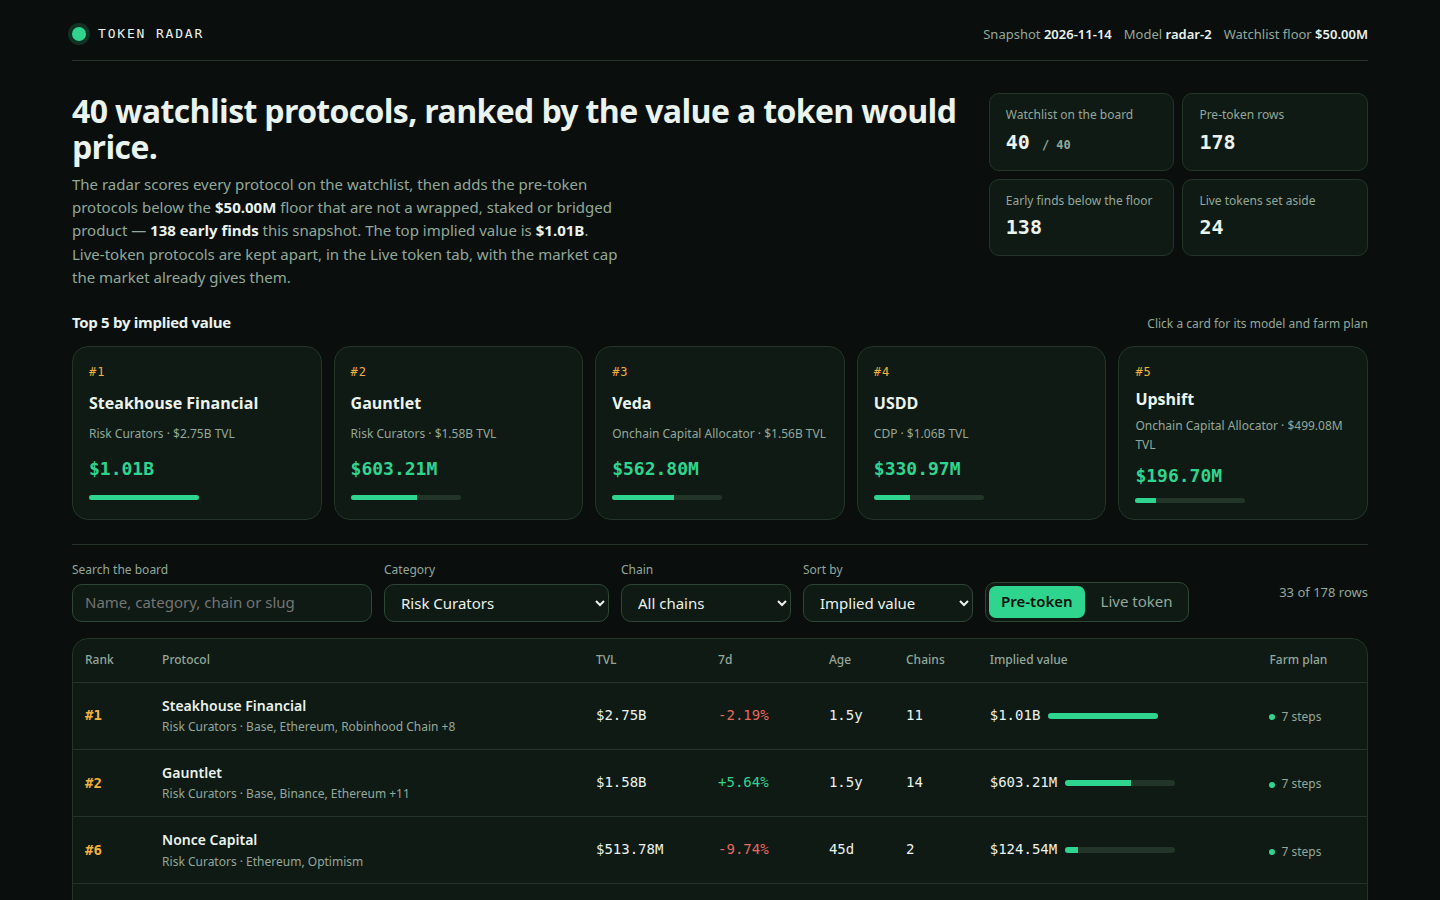 TOKEN RADAR
Snapshot 2026-11-14 Model radar-2 Watchlist floor $50.00M
40 watchlist protocols, ranked by the value a token would
price.
The radar scores every protocol on the watchlist, then adds the pre-token
protocols below the $50.00M floor that are not a wrapped, staked or bridged
product — 138 early finds this snapshot. The top implied value is $1.01B.
Live-token protocols are kept apart, in the Live token tab, with the market cap
the market already gives them.
Watchlist on the board
40 / 40
Pre-token rows
178
Early finds below the floor
138
Live tokens set aside
24
Top 5 by implied value
Click a card for its model and farm plan
#1
Steakhouse Financial
Risk Curators · $2.75B TVL
$1.01B
#2
Gauntlet
Risk Curators · $1.58B TVL
$603.21M
#3
Veda
Onchain Capital Allocator · $1.56B TVL
$562.80M
#4
USDD
CDP · $1.06B TVL
$330.97M
#5
Upshift
Onchain Capital Allocator · $499.08M
TVL
$196.70M
Search the board
Name, category, chain or slug
Category
Risk Curators
Chain
All chains
Sort by
Implied value
Pre-token Live token
33 of 178 rows
Rank Protocol TVL 7d Age Chains Implied value Farm plan
#1 Steakhouse Financial $2.75B -2.19% 1.5y 11 $1.01B 7 steps
Risk Curators · Base, Ethereum, Robinhood Chain +8
#2 Gauntlet $1.58B +5.64% 1.5y 14 $603.21M 7 steps
Risk Curators · Base, Binance, Ethereum +11
#6 Nonce Capital $513.78M -9.74% 45d 2 $124.54M 7 steps
Risk Curators · Ethereum, Optimism